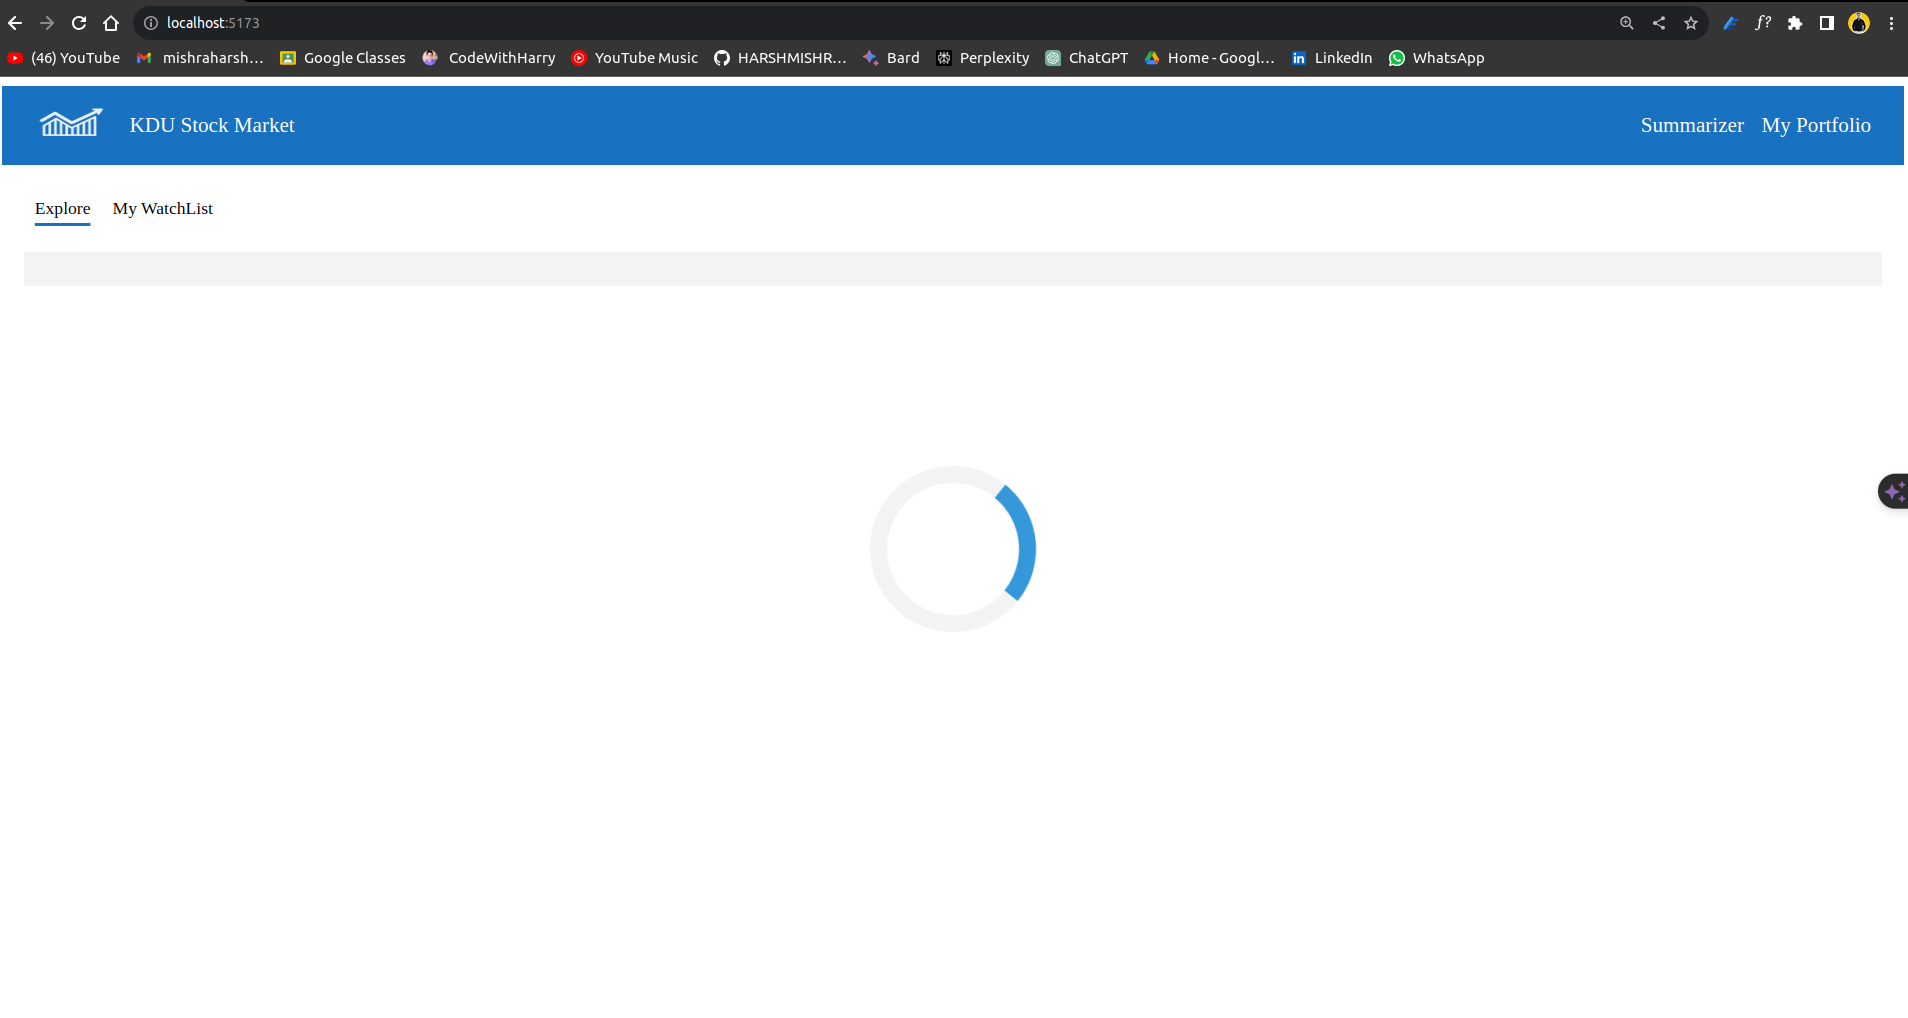 localhost:5173
(46) YouTube mishraharsh... Google Classes CodeWithHarry YouTube Music HARSHMISHR... Bard Perplexity ChatGPT Home - Googl... LinkedIn WhatsApp
KDU Stock Market Summarizer My Portfolio
Explore My WatchList